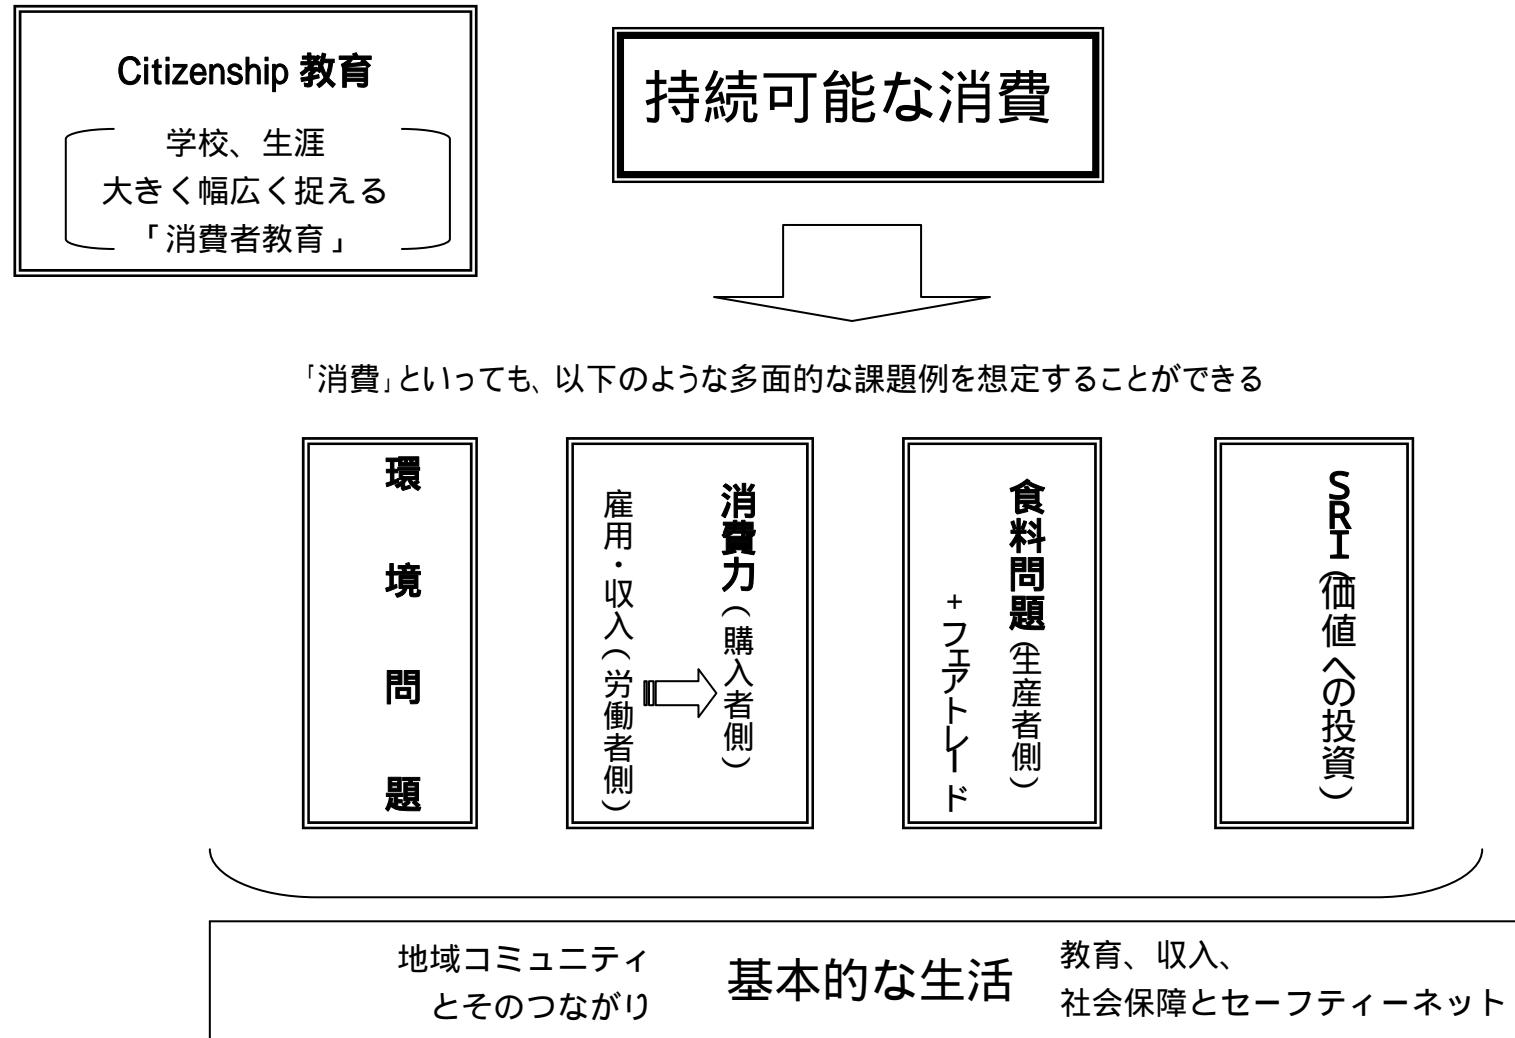 Citizenship 教育
学校、生涯
大きく幅広く捉える
「消費者教育」
持続可能な消費
「消費」といっても、以下のような多面的な課題例を想定することができる
環境問題
消費力（購入者側）
雇用・収入（労働者側）
食料問題（生産者側）
+フェアトレード
SRI（価値への投資）
地域コミュニティ
とそのつながり
基本的な生活
教育、収入、
社会保障とセーフティーネット